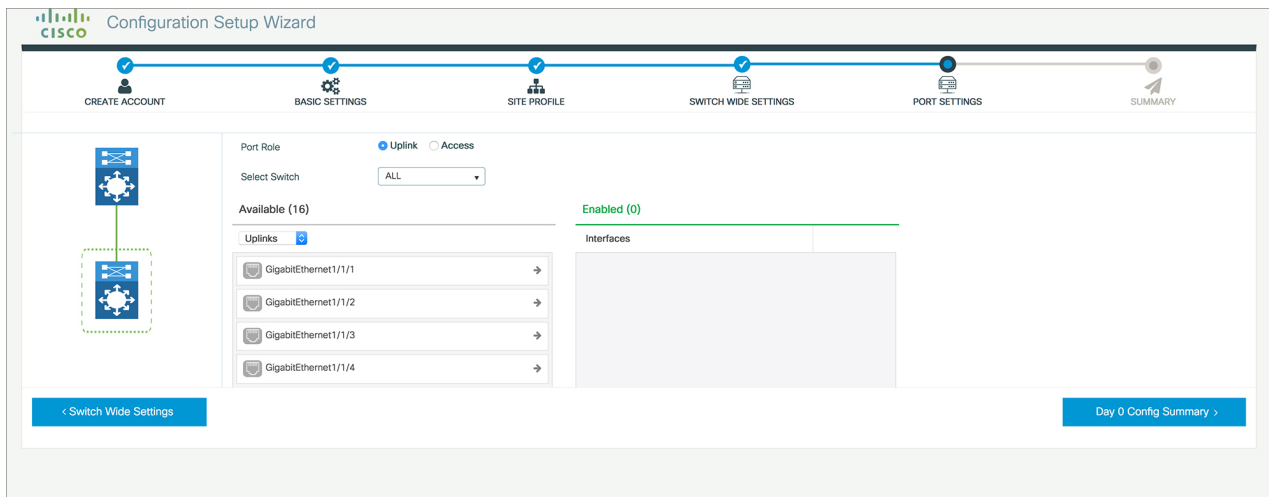 CISCO
Configuration Setup Wizard
CREATE ACCOUNT
BASIC SETTINGS
SITE PROFILE
SWITCH WIDE SETTINGS
PORT SETTINGS
SUMMARY
Port Role
Uplink
Access
Select Switch
ALL
Available (16)
Enabled (0)
Uplinks
Interfaces
GigabitEthernet1/1/1
GigabitEthernet1/1/2
GigabitEthernet1/1/3
GigabitEthernet1/1/4
< Switch Wide Settings
Day 0 Config Summary >